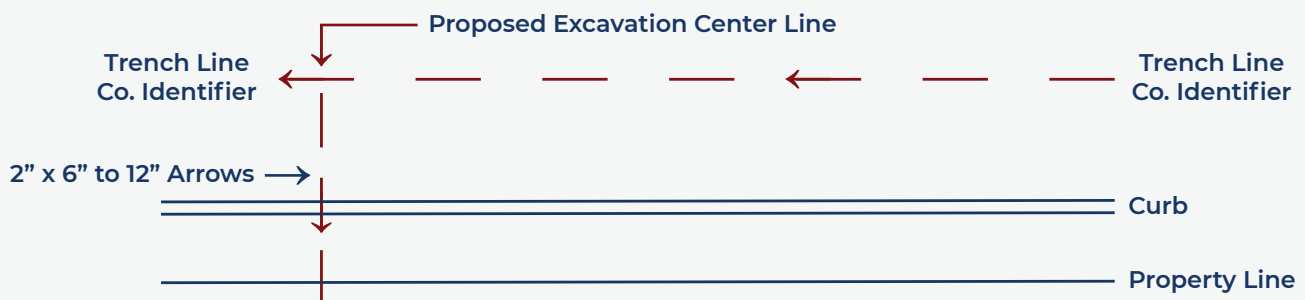 Proposed Excavation Center Line
Trench Line
Co. Identifier
Trench Line
Co. Identifier
2” x 6” to 12” Arrows
Curb
Property Line